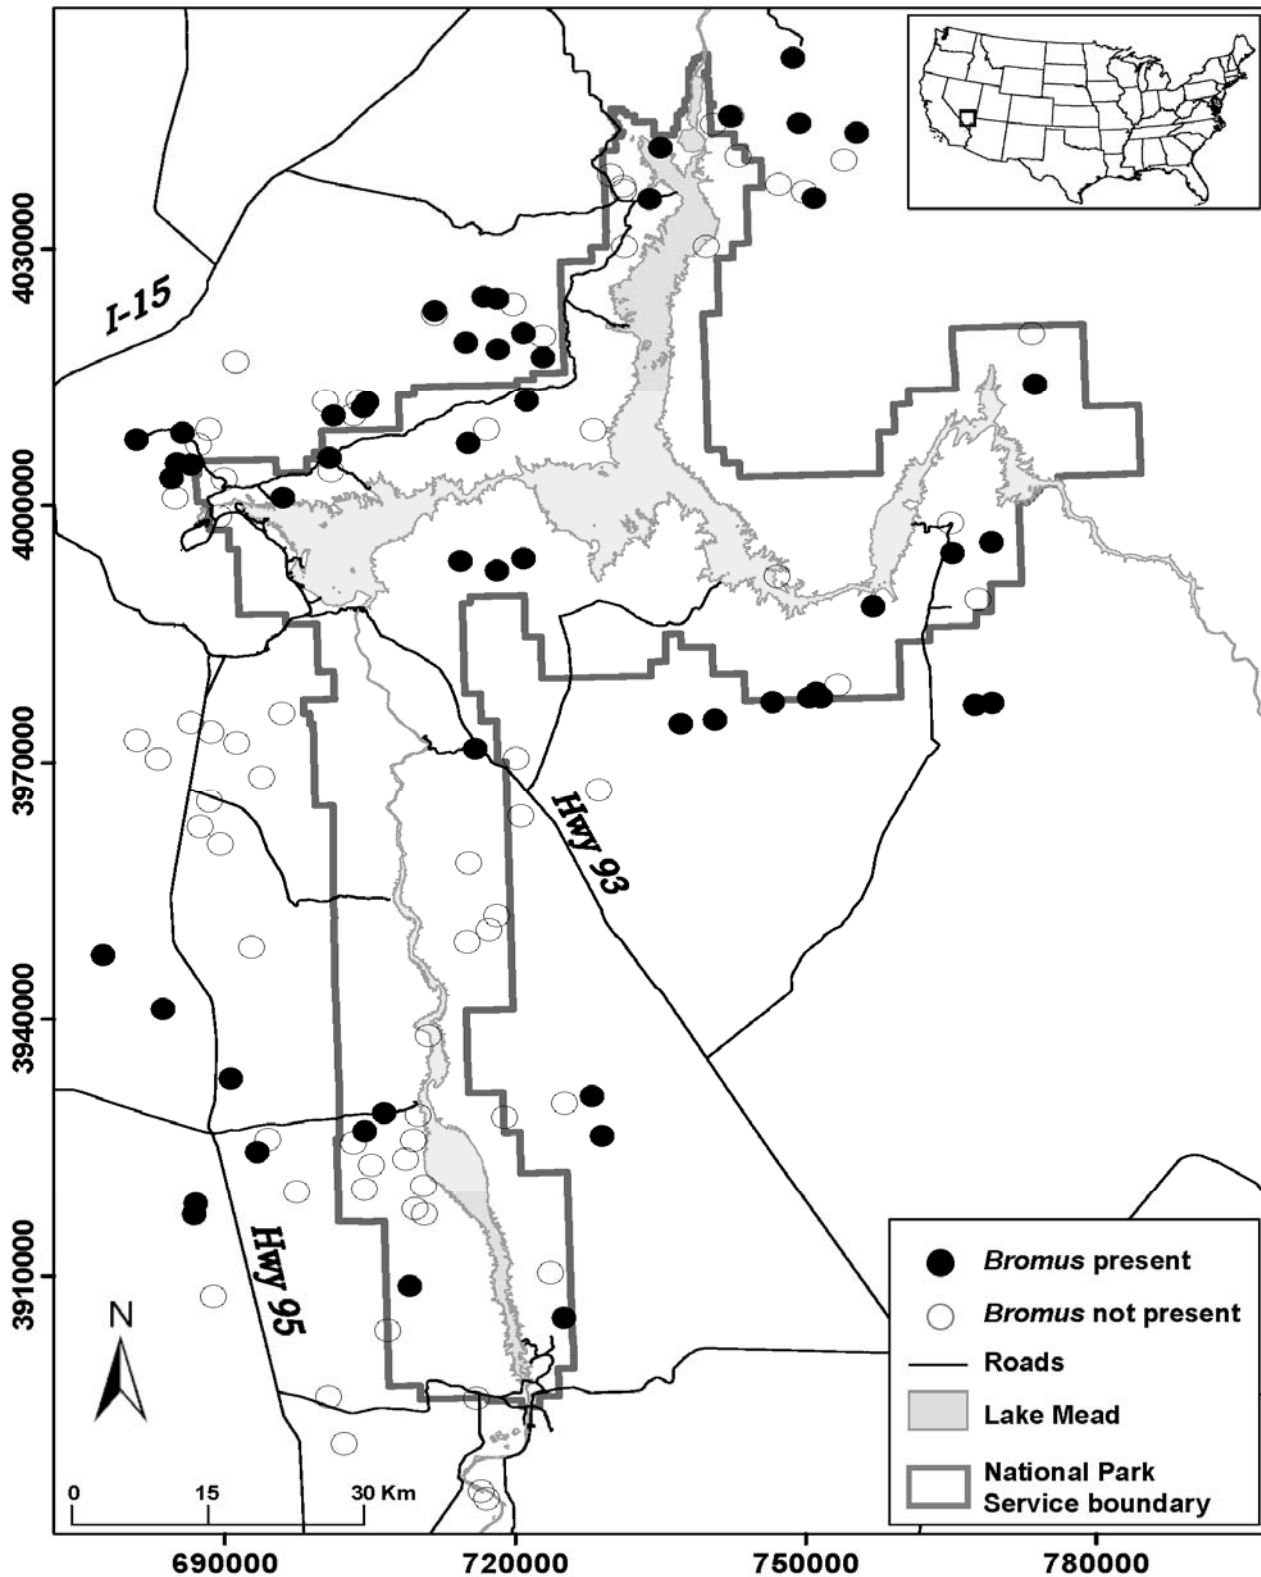 4030000
4000000
3970000
3940000
3910000
I-15
Hwy 93
Hwy 95
N
0 15 30 Km
Bromus present
Bromus not present
Roads
Lake Mead
National Park
Service boundary
690000 720000 750000 780000